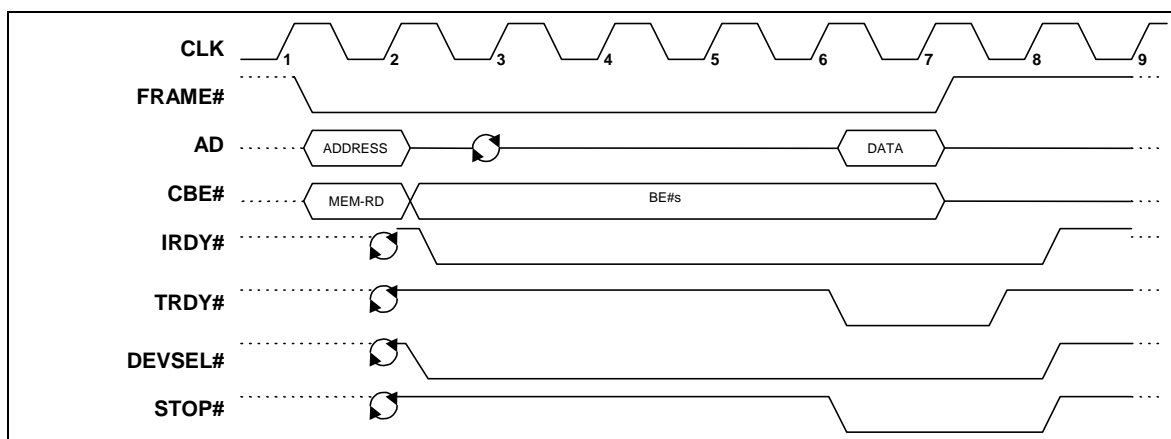 CLK
1 2 3 4 5 6 7 8 9
FRAME#
AD ADDRESS DATA
CBE# MEM-RD BE#s
IRDY#
TRDY#
DEVSEL#
STOP#